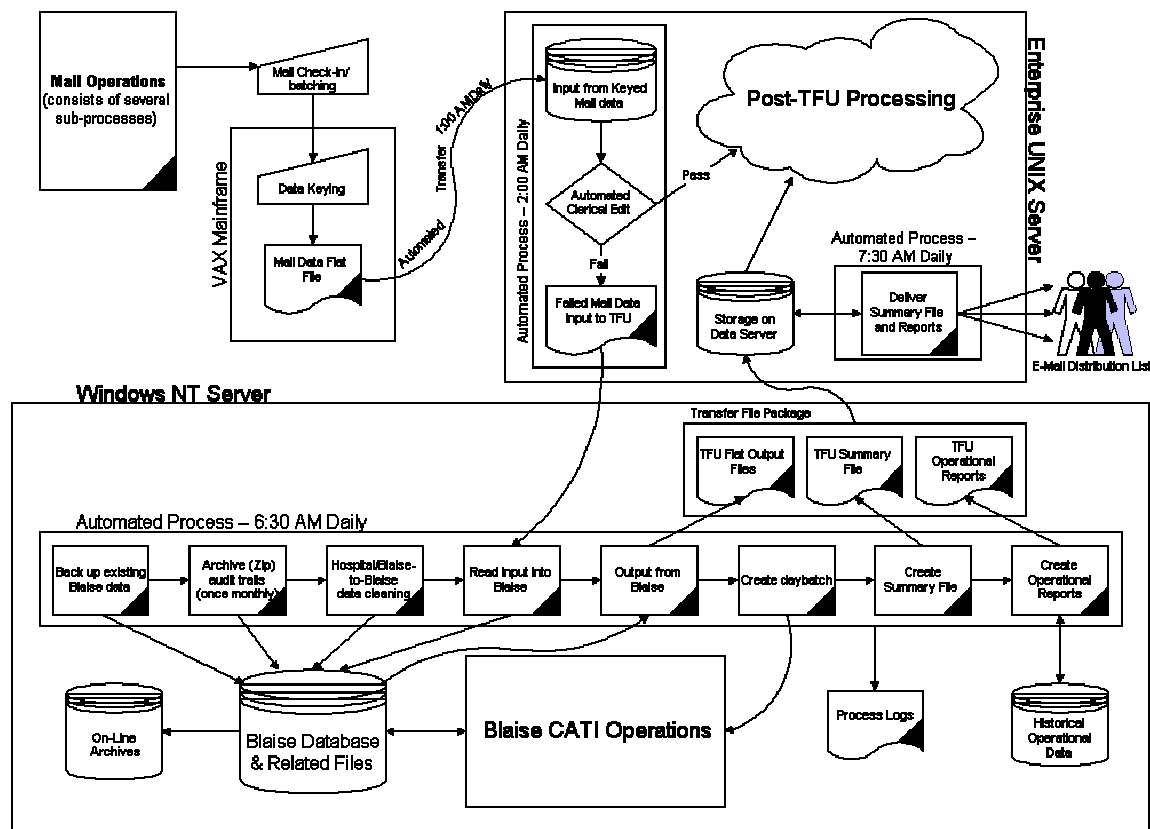 Mail Operations
(consists of several
sub-processes)
Mail Check-In/
batching
VAX Mainframe
Data Keying
Mail Data Flat
File
Automated Transfer 1:00 AM Daily
Enterprise UNIX Server
Automated Process – 2:00 AM Daily
Input from Keyed
Mail data
Automated
Clerical Edit
Pass
Fail
Failed Mail Data
Input to TFU
Post-TFU Processing
Storage on
Data Server
Automated Process –
7:30 AM Daily
Deliver
Summary File
and Reports
E-Mail Distribution List
Windows NT Server
Transfer File Package
TFU Flat Output
Files
TFU Summary
File
TFU
Operational
Reports
Automated Process – 6:30 AM Daily
Back up existing
Blaise data
Archive (Zip)
audit trails
(once monthly)
Hospital/Blaise-
to-Blaise
data cleaning
Read Input into
Blaise
Output from
Blaise
Create daybatch
Create
Summary File
Create
Operational
Reports
On-Line
Archives
Blaise Database
& Related Files
Blaise CATI Operations
Process Logs
Historical
Operational
Data